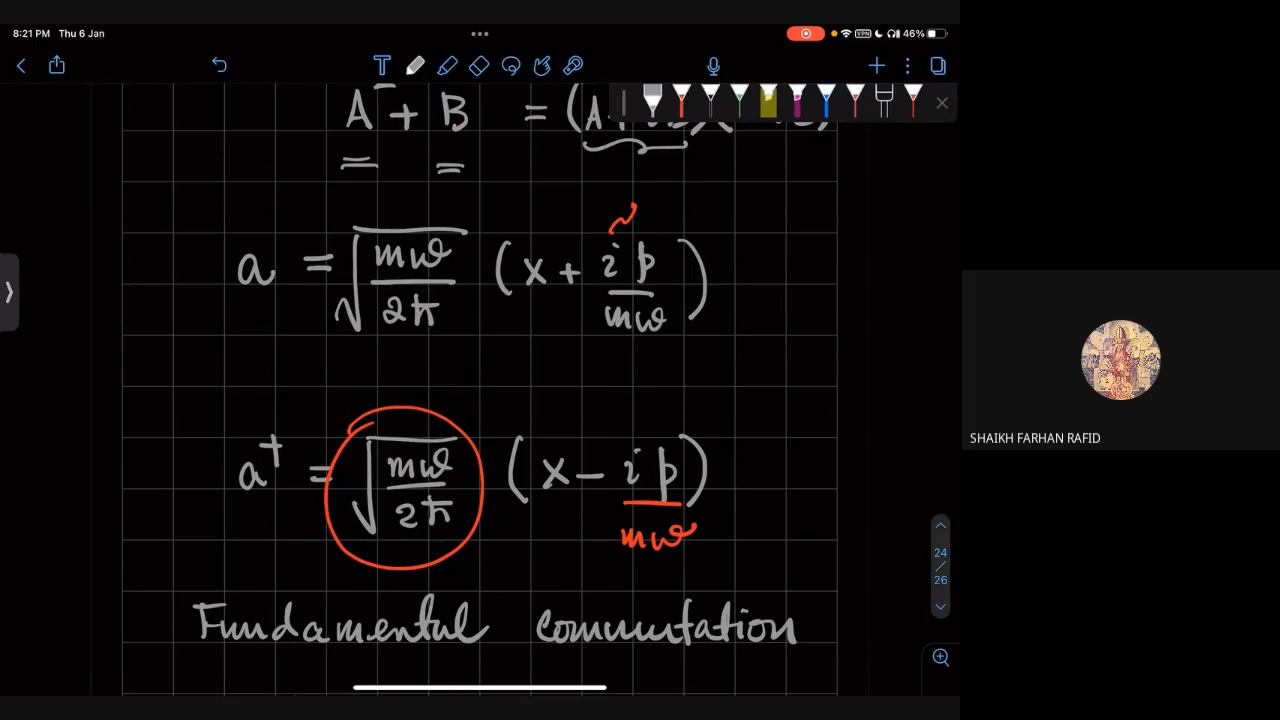 8:21 PM Thu 6 Jan
VPN 46%
A + B = (
a = √(mω/2ħ) (x + ip/mω)
a† = √(mω/2ħ) (x − ip/mω)
24
/
26
Fundamental commutation
SHAIKH FARHAN RAFID